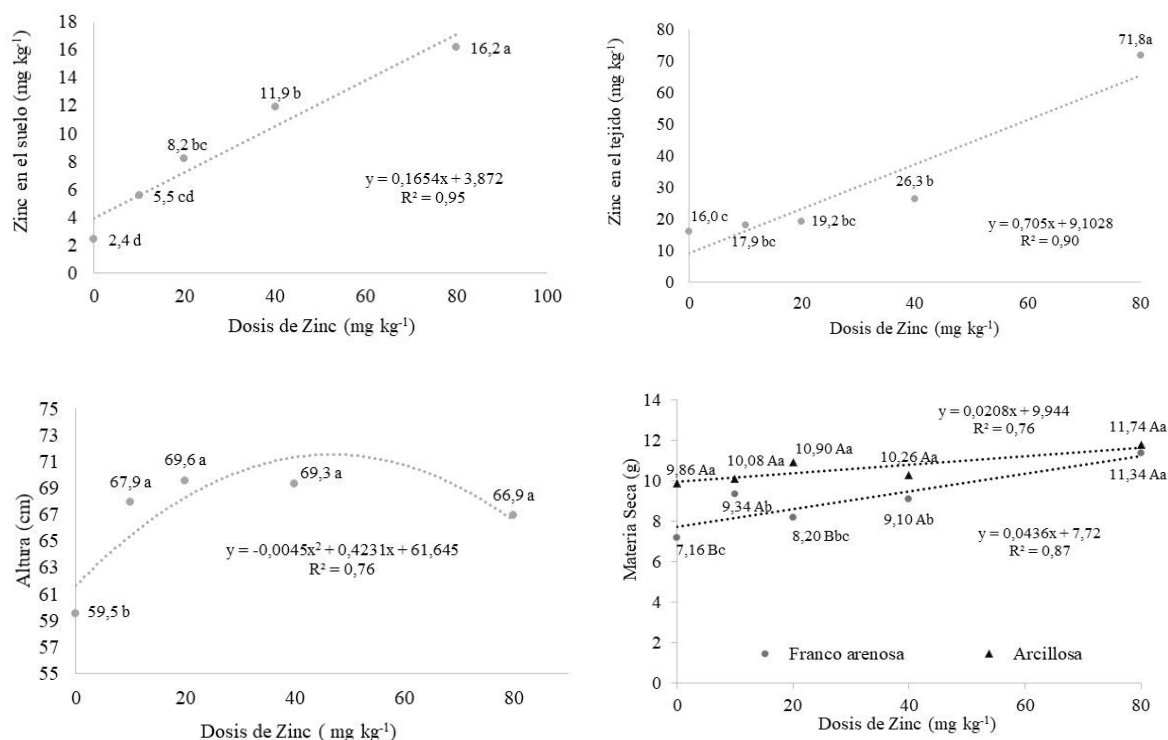 Zinc en el suelo (mg kg⁻¹)
18
16
14
12
10
8
6
4
2
0
16,2 a
11,9 b
8,2 bc
5,5 cd
2,4 d
y = 0,1654x + 3,872
R² = 0,95
0 20 40 60 80 100
Dosis de Zinc (mg kg⁻¹)
Zinc en el tejido (mg kg⁻¹)
80
70
60
50
40
30
20
10
0
71,8a
26,3 b
16,0 c
17,9 bc
19,2 bc
y = 0,705x + 9,1028
R² = 0,90
0 20 40 60 80
Dosis de Zinc (mg kg⁻¹)
Altura (cm)
75
73
71
69
67
65
63
61
59
57
55
67,9 a
69,6 a
69,3 a
66,9 a
59,5 b
y = -0,0045x² + 0,4231x + 61,645
R² = 0,76
0 20 40 60 80
Dosis de Zinc ( mg kg⁻¹)
Materia Seca (g)
14
12
10
8
6
4
2
0
y = 0,0208x + 9,944
R² = 0,76
9,86 Aa
10,08 Aa
10,90 Aa
10,26 Aa
11,74 Aa
7,16 Bc
9,34 Ab
8,20 Bbc
9,10 Ab
11,34 Aa
y = 0,0436x + 7,72
R² = 0,87
Franco arenosa Arcillosa
0 20 40 60 80
Dosis de Zinc (mg kg⁻¹)